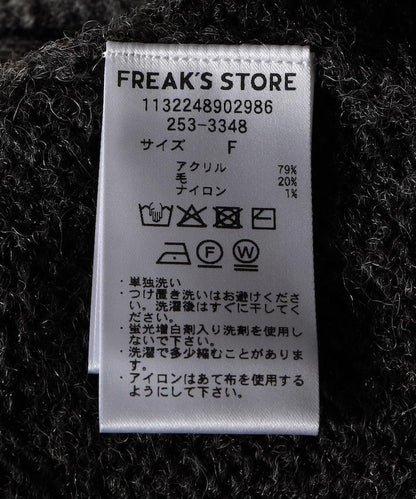 FREAK'S STORE
1132248902986
253-3348
サイズ F
アクリル 79%
毛 20%
ナイロン 1%
F W
・単独洗い
・つけ置き洗いはお避けくださ
い。洗濯後はすぐに干してく
ださい。
・蛍光増白剤入り洗剤を使用し
ないで下さい。
・洗濯で多少縮むことがありま
す。
・アイロンはあて布を使用する
ようにして下さい。